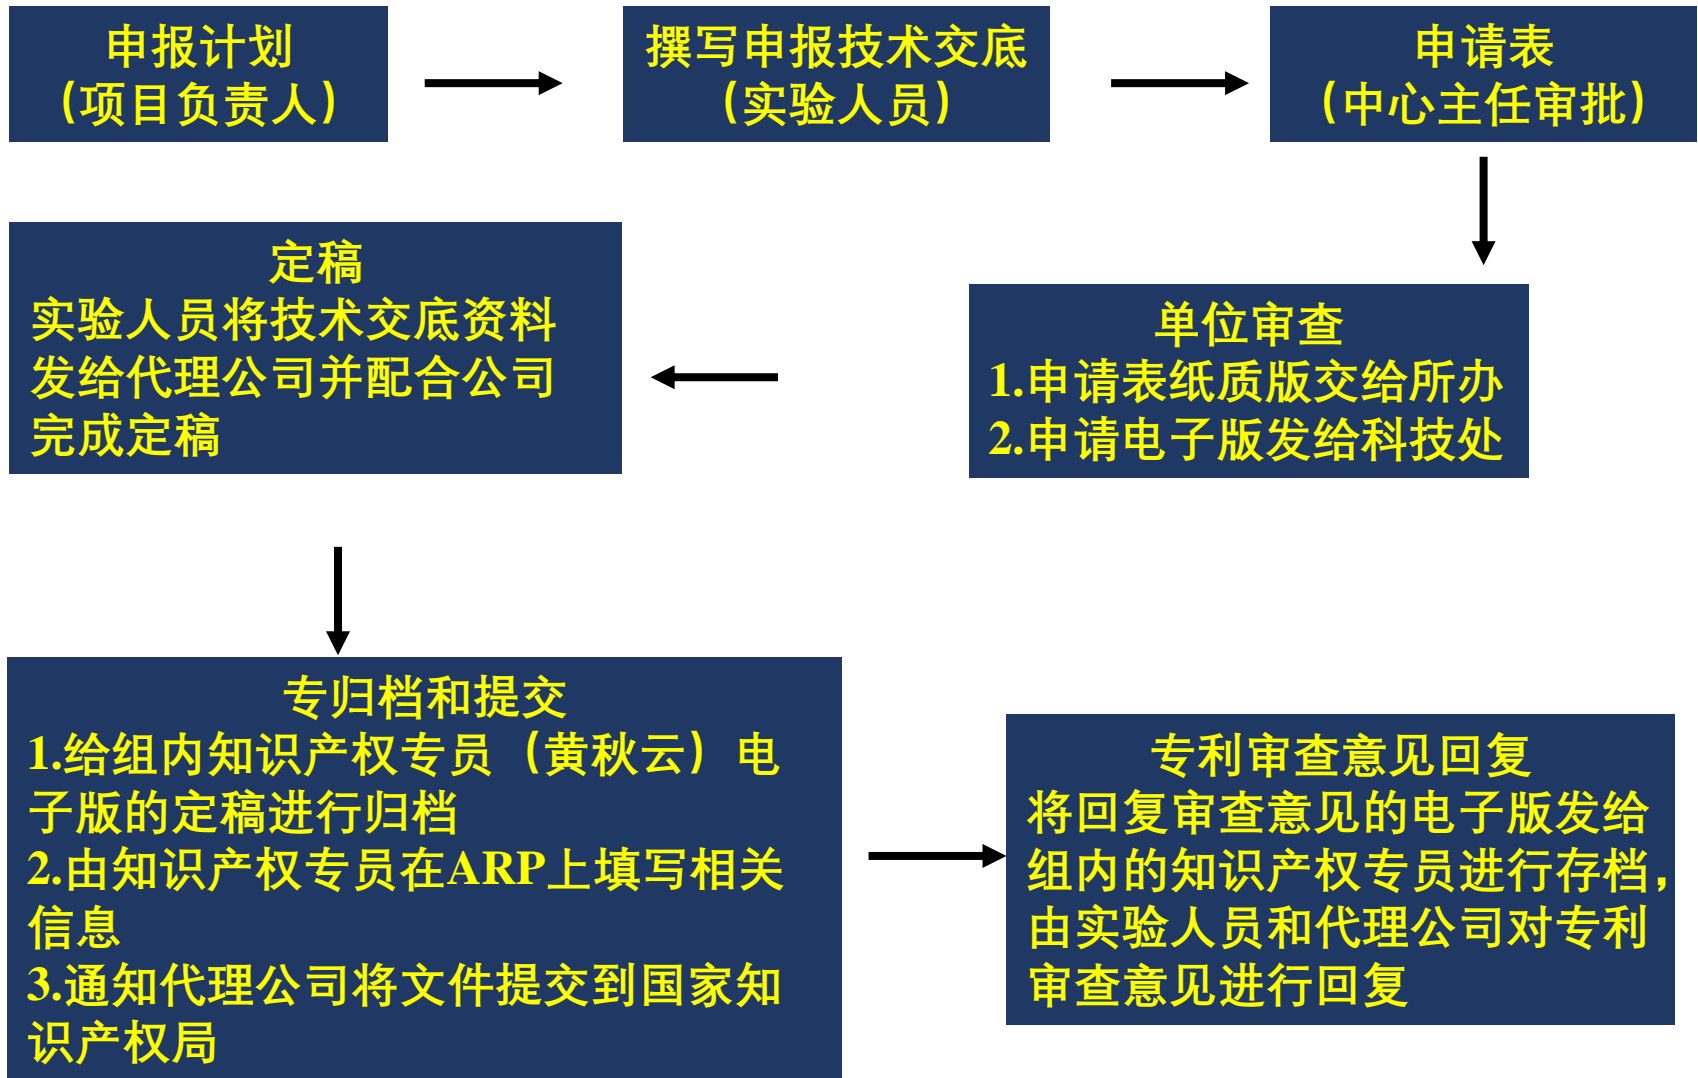 申报计划
（项目负责人）
撰写申报技术交底
（实验人员）
申请表
（中心主任审批）
单位审查
1.申请表纸质版交给所办
2.申请电子版发给科技处
定稿
实验人员将技术交底资料
发给代理公司并配合公司
完成定稿
专归档和提交
1.给组内知识产权专员（黄秋云）电
子版的定稿进行归档
2.由知识产权专员在ARP上填写相关
信息
3.通知代理公司将文件提交到国家知
识产权局
专利审查意见回复
将回复审查意见的电子版发给
组内的知识产权专员进行存档，
由实验人员和代理公司对专利
审查意见进行回复